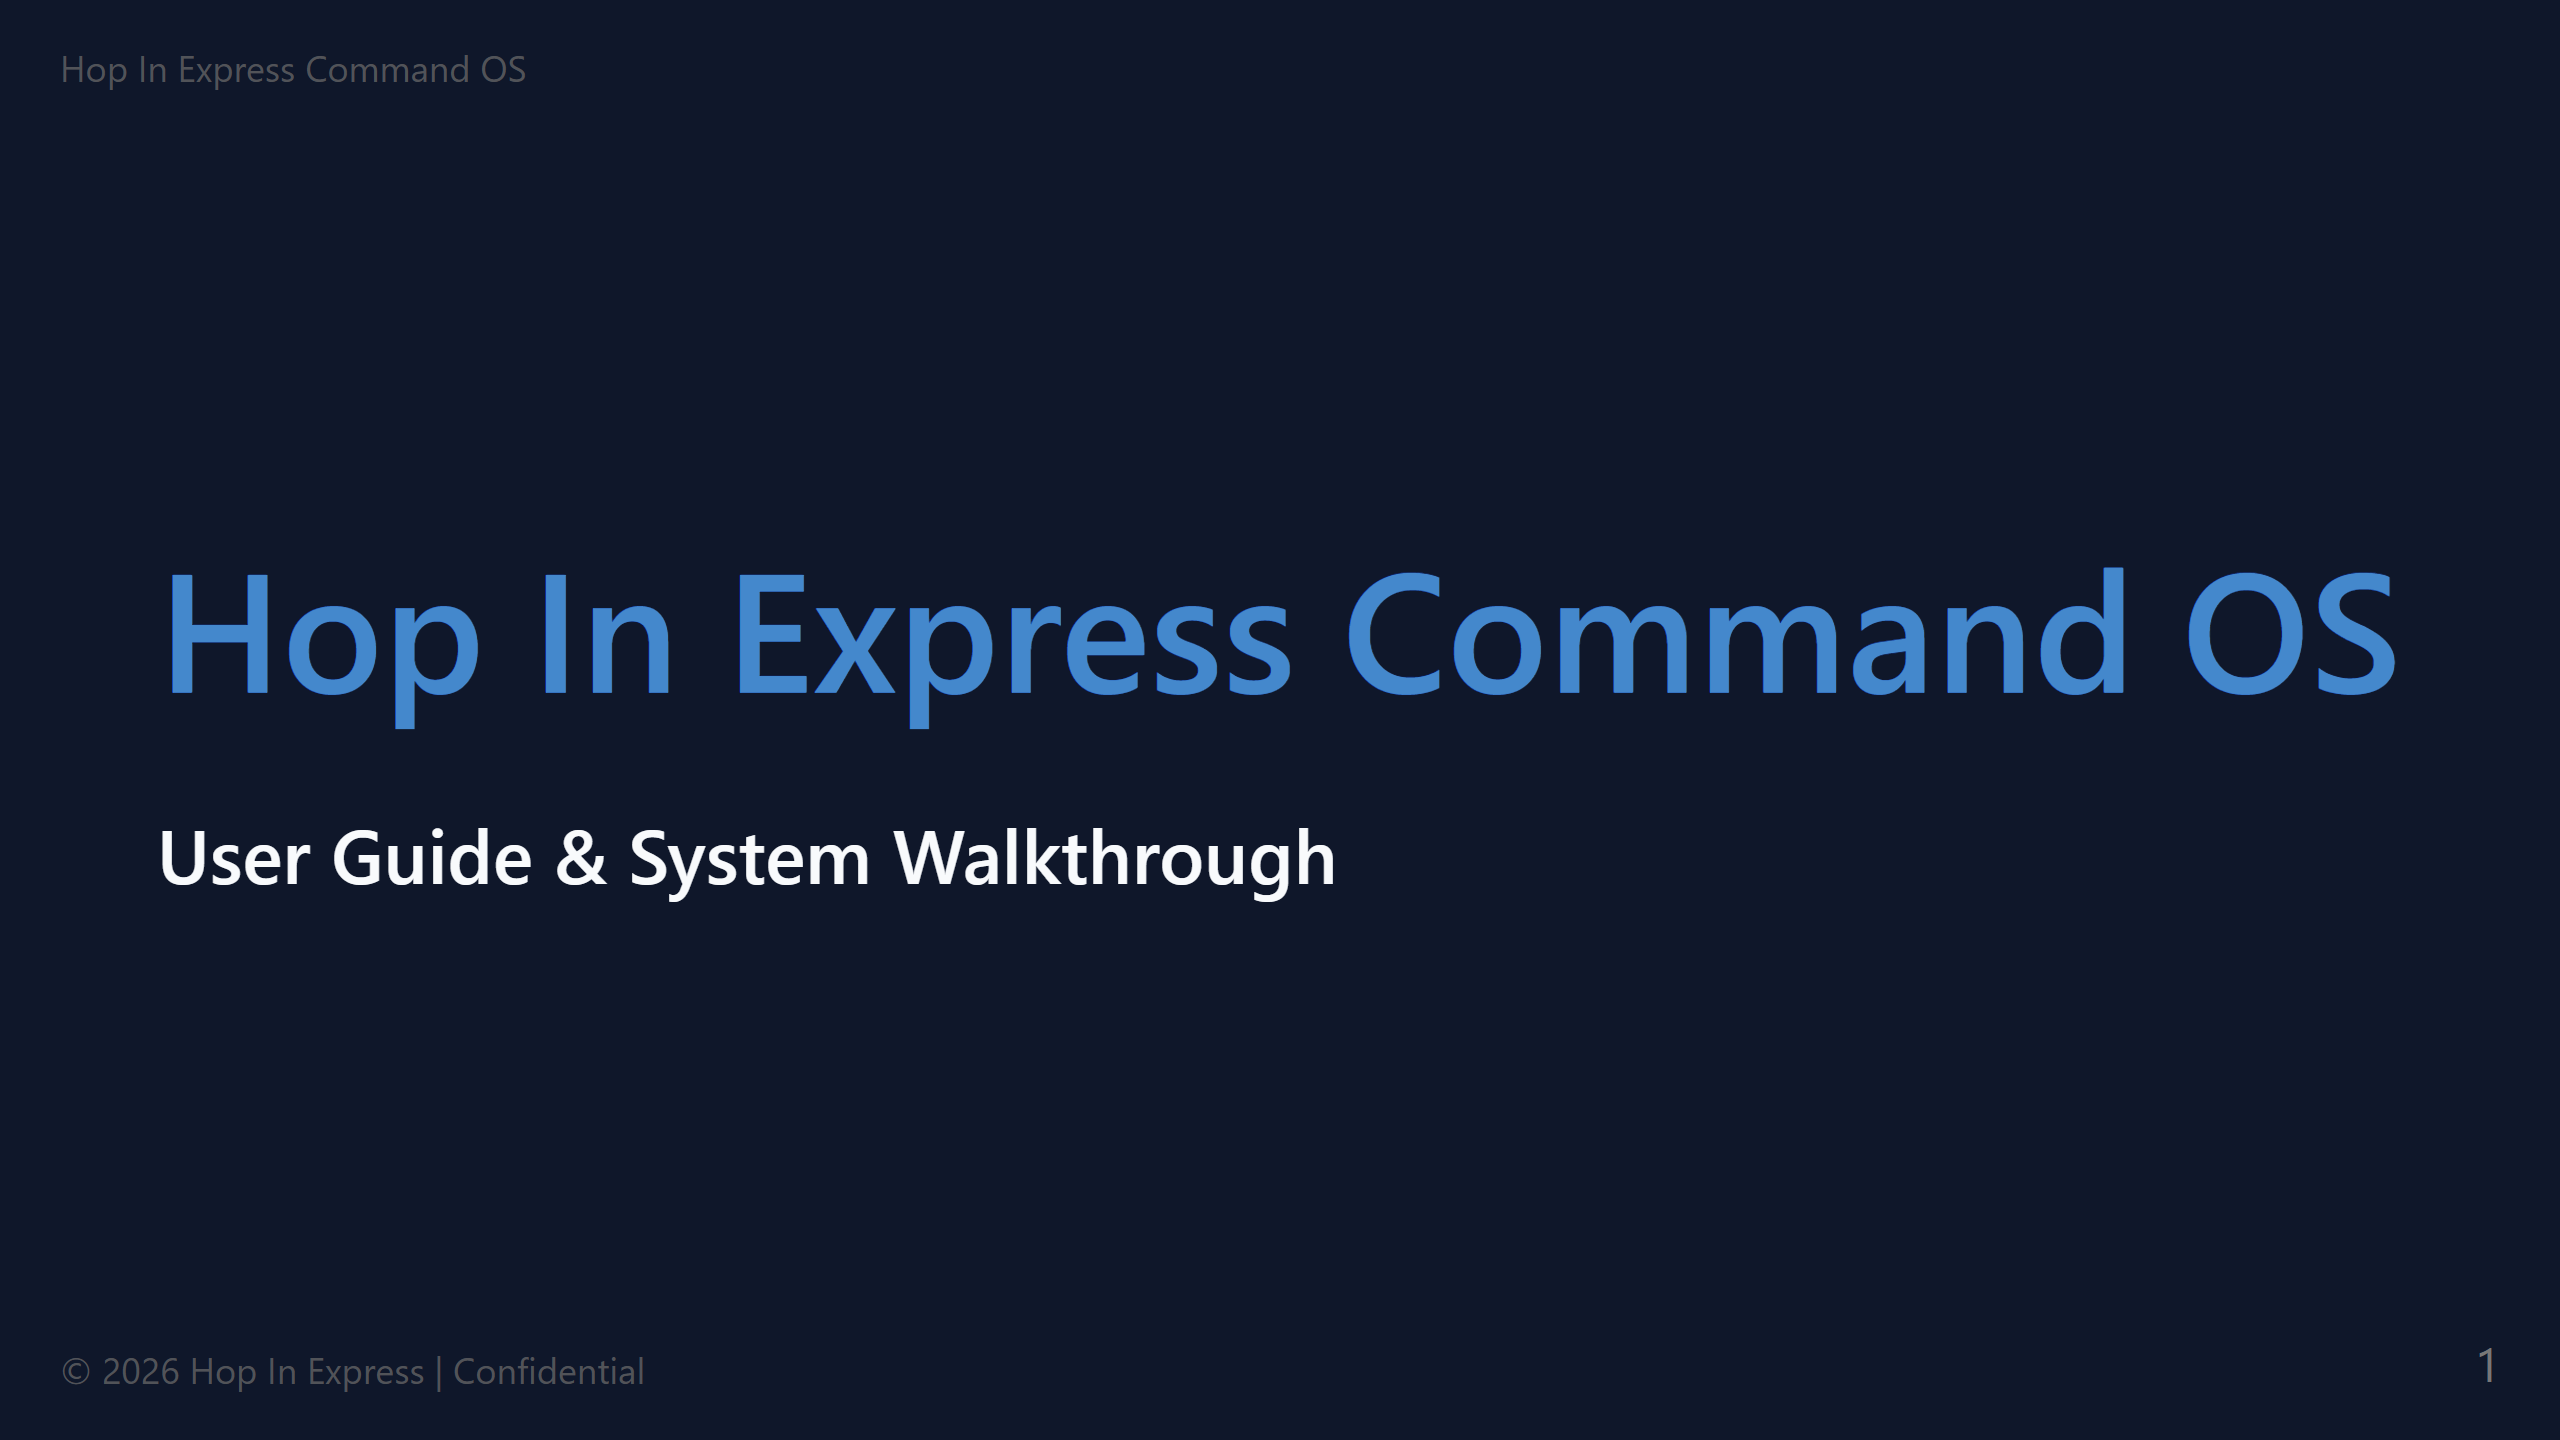 Hop In Express Command OS
Hop In Express Command OS
User Guide & System Walkthrough
© 2026 Hop In Express | Confidential
1